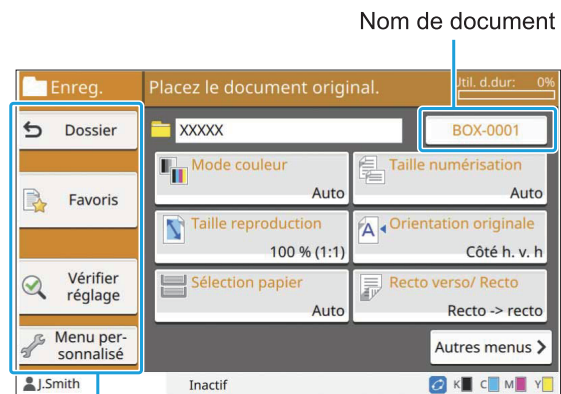 Nom de document
Enreg.
Placez le document original.
Util. d.dur: 0%
Dossier
XXXXX
BOX-0001
Mode couleur
Auto
Taille numérisation
Auto
Favoris
Taille reproduction
100 % (1:1)
Orientation originale
Côté h. v. h
Vérifier
réglage
Sélection papier
Auto
Recto verso/ Recto
Recto -> recto
Menu per-
sonnalisé
Autres menus
J.Smith
Inactif
K C M Y